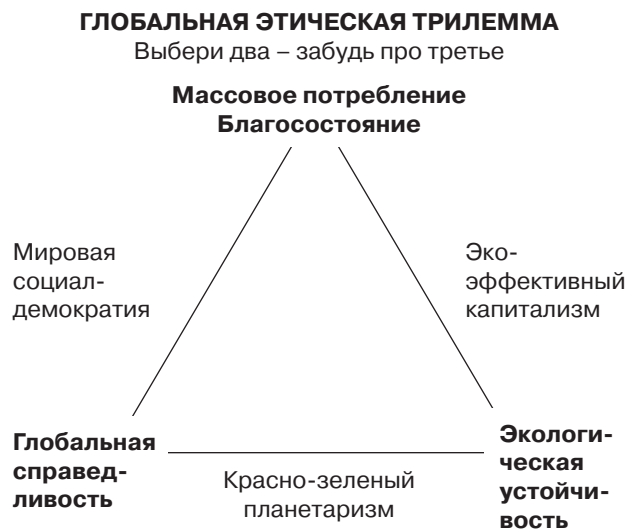 ГЛОБАЛЬНАЯ ЭТИЧЕСКАЯ ТРИЛЕММА
Выбери два – забудь про третье
Массовое потребление
Благосостояние
Мировая
социал-
демократия
Эко-
эффективный
капитализм
Глобальная
справед-
ливость
Красно-зеленый
планетаризм
Экологи-
ческая
устойчи-
вость